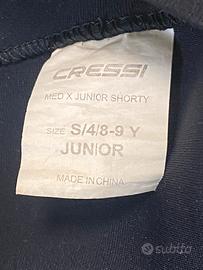 CRESSI
MED X JUNIOR SHORTY
SIZE S/4/8-9 Y
JUNIOR
MADE IN CHINA
subito